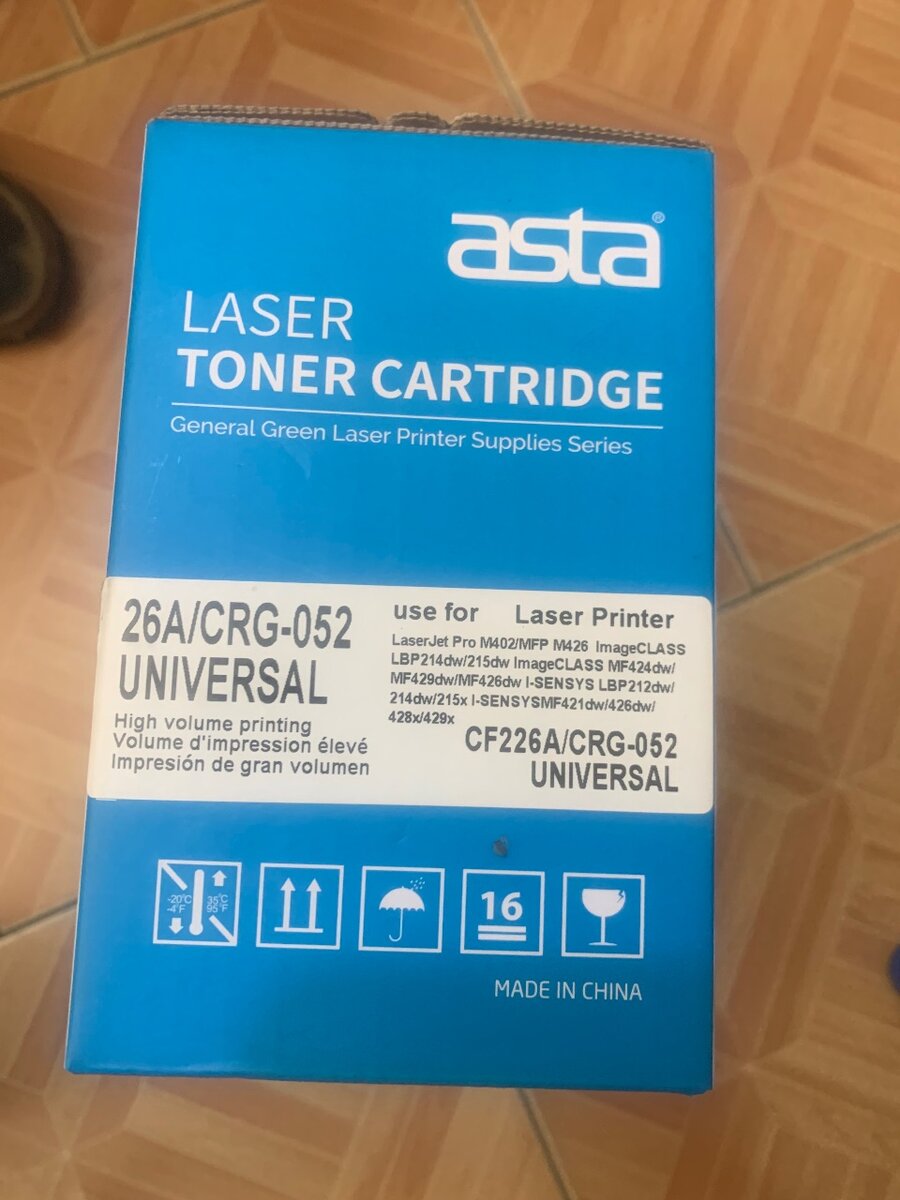 asta®
LASER
TONER CARTRIDGE
General Green Laser Printer Supplies Series
26A/CRG-052
UNIVERSAL
High volume printing
Volume d'impression élevé
Impresión de gran volumen
use for Laser Printer
LaserJet Pro M402/MFP M426 ImageCLASS
LBP214dw/215dw ImageCLASS MF424dw/
MF429dw/MF426dw I-SENSYS LBP212dw/
214dw/215x I-SENSYSMF421dw/426dw/
428x/429x
CF226A/CRG-052
UNIVERSAL
-20°C
-4°F
35°C
95°F
16
MADE IN CHINA